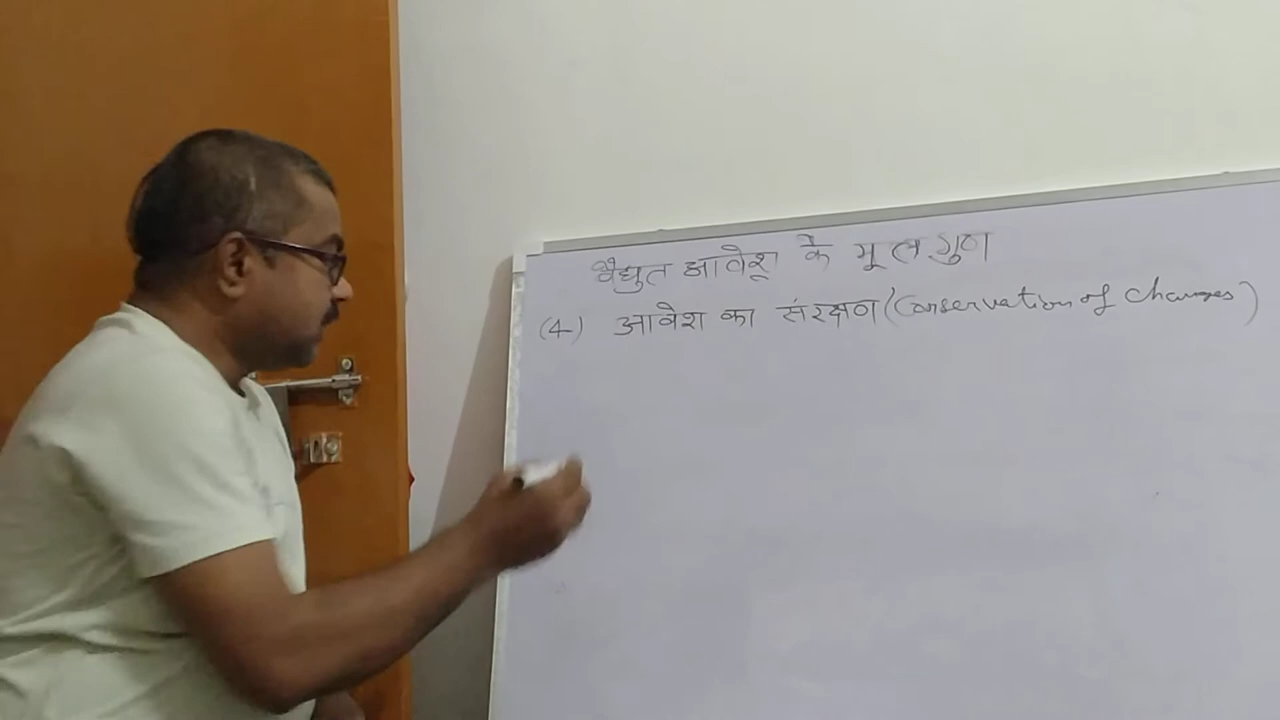 वैद्युत आवेश के मूल गुण
(4) आवेश का संरक्षण (Conservation of Charges)